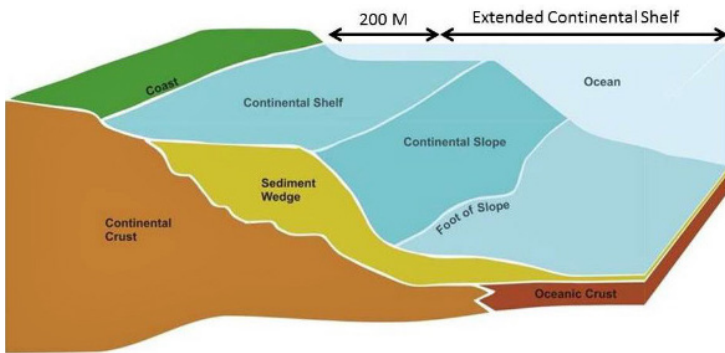 200 M
Extended Continental Shelf
Coast
Continental Shelf
Ocean
Continental Slope
Sediment
Wedge
Foot of Slope
Continental
Crust
Oceanic Crust